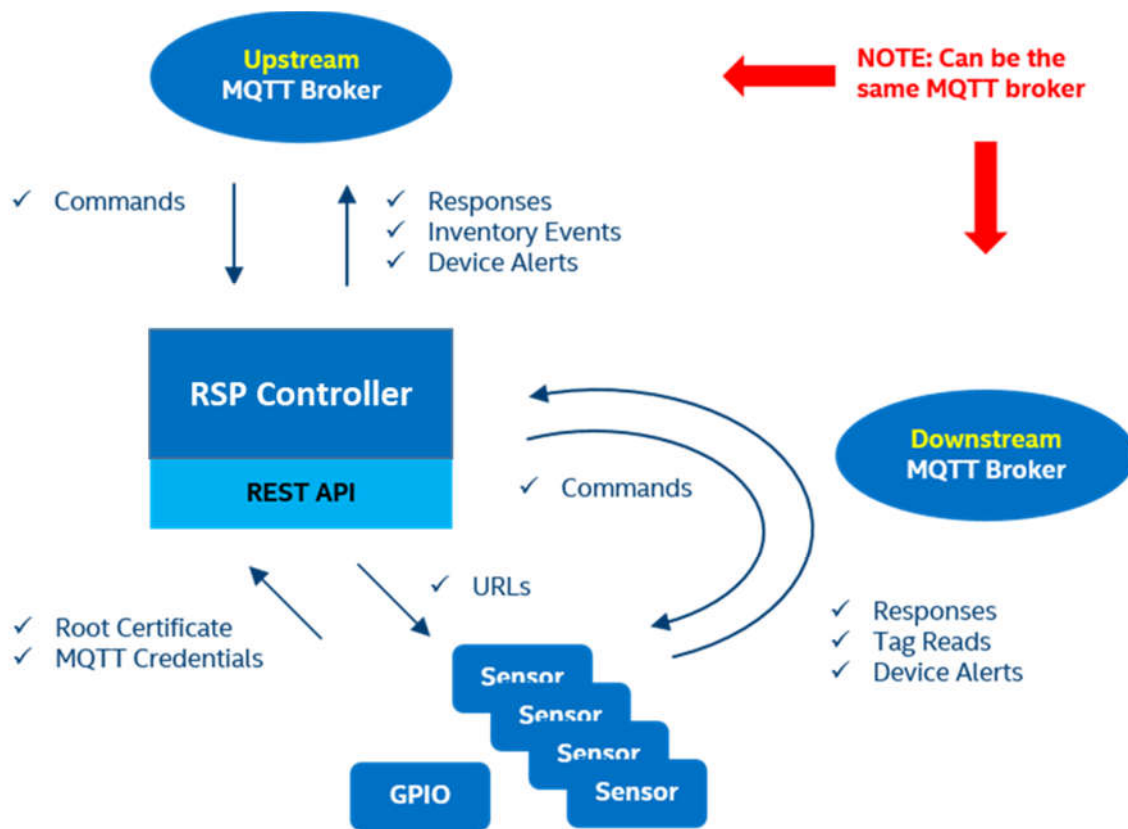 Upstream
MQTT Broker
NOTE: Can be the
same MQTT broker
✓ Commands
✓ Responses
✓ Inventory Events
✓ Device Alerts
RSP Controller
REST API
Downstream
MQTT Broker
✓ Commands
✓ URLs
✓ Root Certificate
✓ MQTT Credentials
✓ Responses
✓ Tag Reads
✓ Device Alerts
Sensor
Sensor
Sensor
Sensor
GPIO